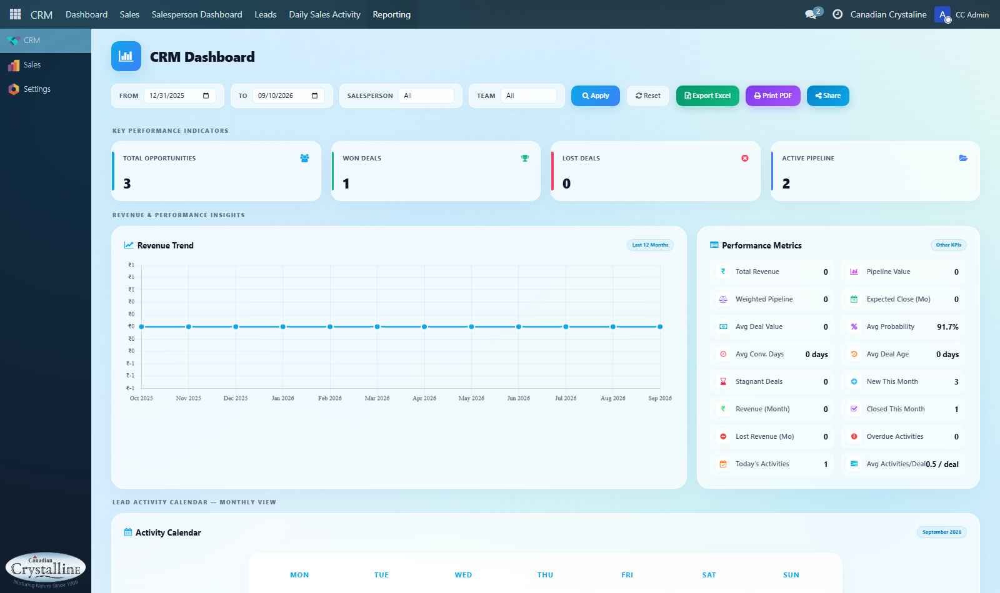 CRM Dashboard Sales Salesperson Dashboard Leads Daily Sales Activity Reporting 2 Canadian Crystaline A CC Admin
CRM
Sales
Settings
CRM Dashboard
FROM 12/31/2025 TO 09/10/2026 SALESPERSON All TEAM All Apply Reset Export Excel Print PDF Share
KEY PERFORMANCE INDICATORS
TOTAL OPPORTUNITIES
3
WON DEALS
1
LOST DEALS
0
ACTIVE PIPELINE
2
REVENUE & PERFORMANCE INSIGHTS
Revenue Trend Last 12 Months
₹1
₹1
₹1
₹0
₹0
₹0
₹0
₹0
₹-1
₹-1
₹-1
Oct 2025 Nov 2025 Dec 2025 Jan 2026 Feb 2026 Mar 2026 Apr 2026 May 2026 Jun 2026 Jul 2026 Aug 2026 Sep 2026
Performance Metrics Other KPIs
Total Revenue 0 Pipeline Value 0
Weighted Pipeline 0 Expected Close (Mo) 0
Avg Deal Value 0 Avg Probability 91.7%
Avg Conv. Days 0 days Avg Deal Age 0 days
Stagnant Deals 0 New This Month 3
Revenue (Month) 0 Closed This Month 1
Lost Revenue (Mo) 0 Overdue Activities 0
Today's Activities 1 Avg Activities/Deal 0.5 / deal
LEAD ACTIVITY CALENDAR — MONTHLY VIEW
Activity Calendar September 2026
MON TUE WED THU FRI SAT SUN
Canadian
Crystalline
Nurturing Nature Since 1969